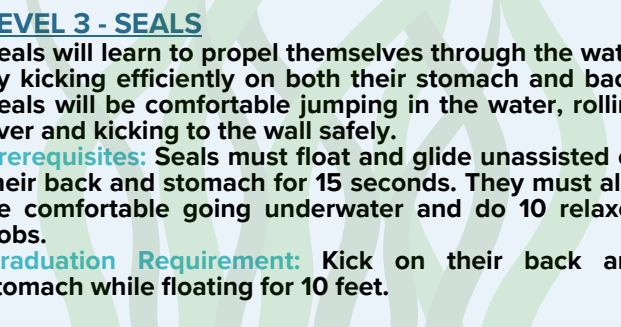 EVEL 3 - SEALS
eals will learn to propel themselves through the wat
y kicking efficiently on both their stomach and bac
eals will be comfortable jumping in the water, rollin
ver and kicking to the wall safely.
rerequisites: Seals must float and glide unassisted o
heir back and stomach for 15 seconds. They must als
e comfortable going underwater and do 10 relaxe
obs.
raduation Requirement: Kick on their back an
tomach while floating for 10 feet.